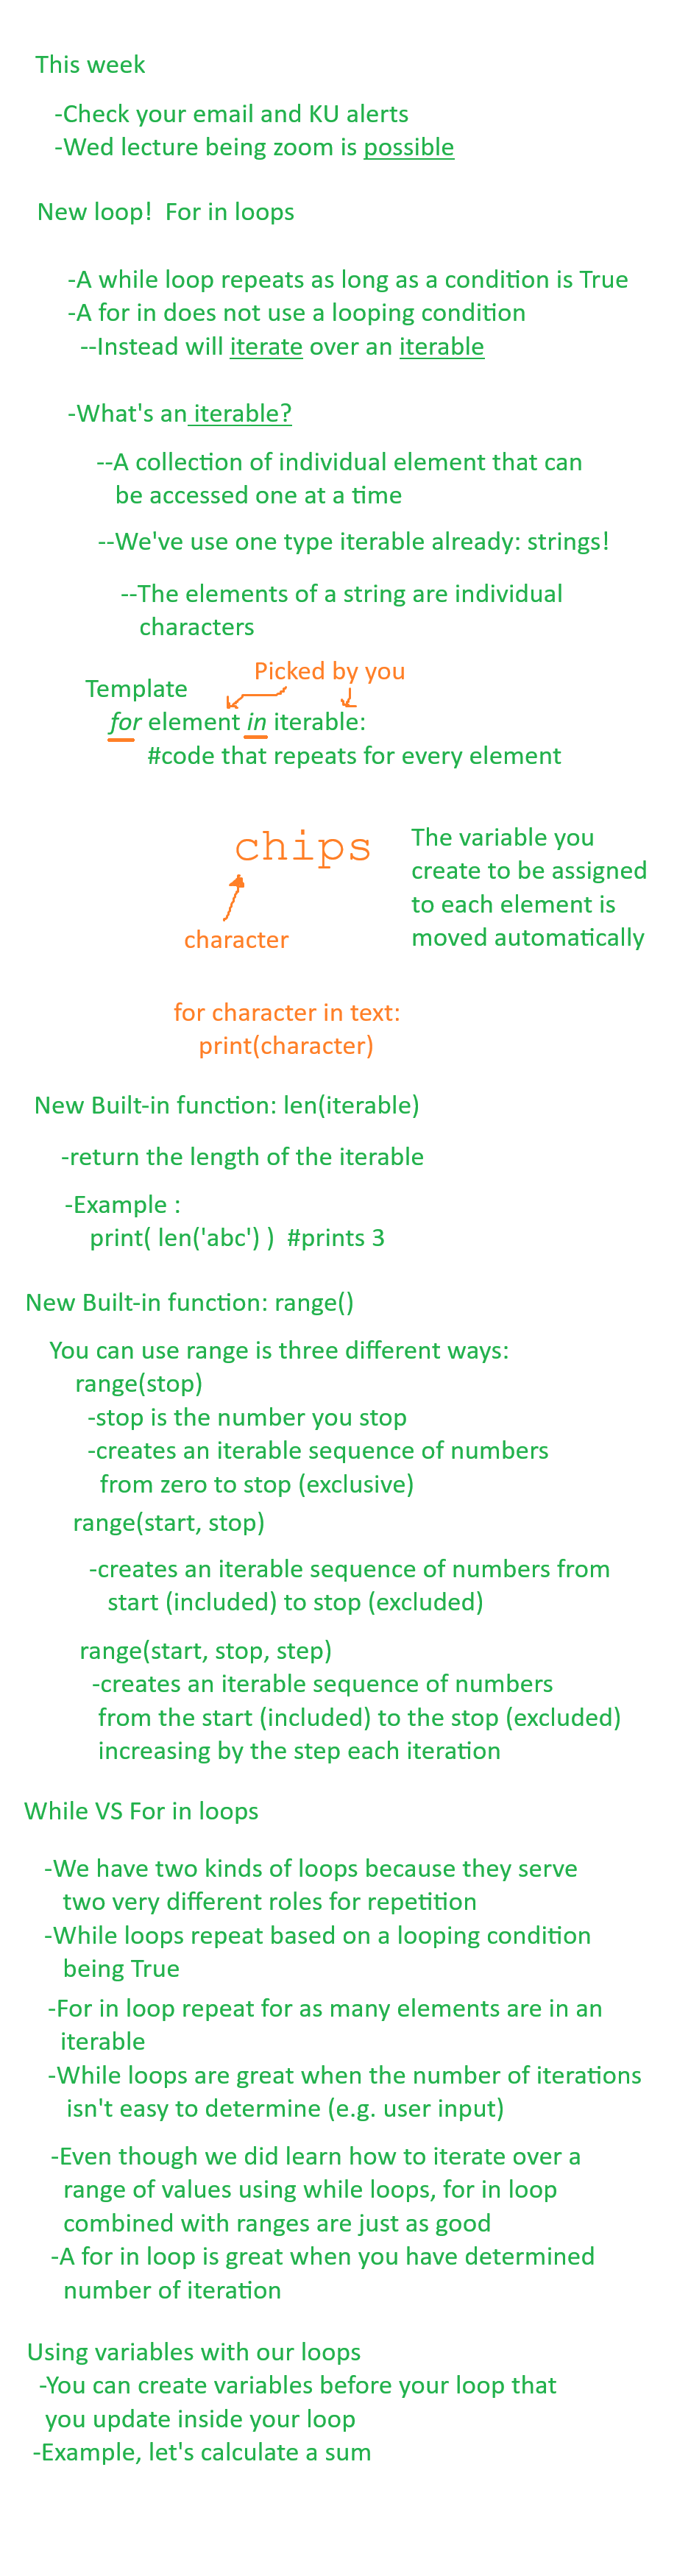 This week
-Check your email and KU alerts
-Wed lecture being zoom is possible
New loop!  For in loops
-A while loop repeats as long as a condition is True
-A for in does not use a looping condition
--Instead will iterate over an iterable
-What's an iterable?
--A collection of individual element that can
be accessed one at a time
--We've use one type iterable already: strings!
--The elements of a string are individual
characters
Picked by you
Template
for element in iterable:
#code that repeats for every element
chips
character
The variable you
create to be assigned
to each element is
moved automatically
for character in text:
print(character)
New Built-in function: len(iterable)
-return the length of the iterable
-Example :
print( len('abc') )  #prints 3
New Built-in function: range()
You can use range is three different ways:
range(stop)
-stop is the number you stop
-creates an iterable sequence of numbers
from zero to stop (exclusive)
range(start, stop)
-creates an iterable sequence of numbers from
start (included) to stop (excluded)
range(start, stop, step)
-creates an iterable sequence of numbers
from the start (included) to the stop (excluded)
increasing by the step each iteration
While VS For in loops
-We have two kinds of loops because they serve
two very different roles for repetition
-While loops repeat based on a looping condition
being True
-For in loop repeat for as many elements are in an
iterable
-While loops are great when the number of iterations
isn't easy to determine (e.g. user input)
-Even though we did learn how to iterate over a
range of values using while loops, for in loop
combined with ranges are just as good
-A for in loop is great when you have determined
number of iteration
Using variables with our loops
-You can create variables before your loop that
you update inside your loop
-Example, let's calculate a sum